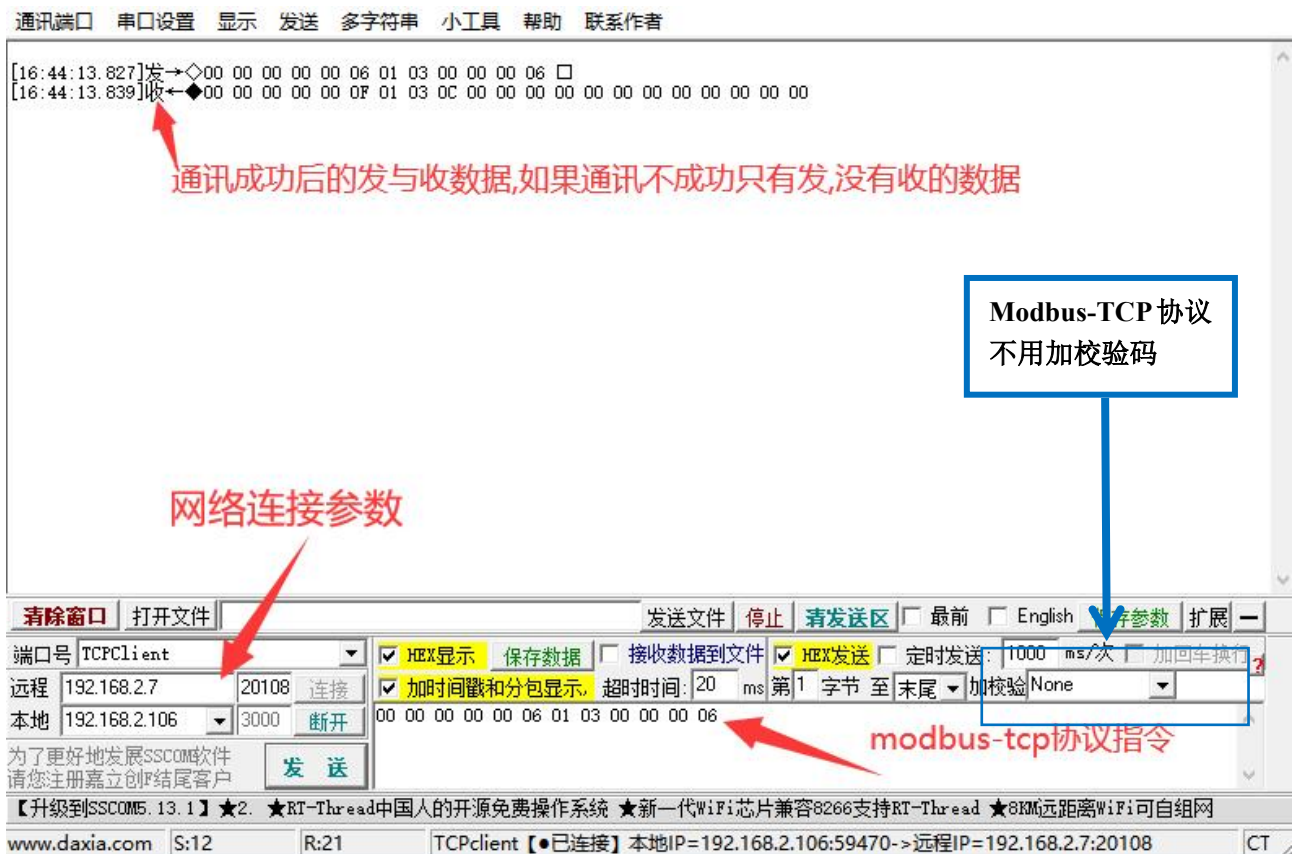 通讯端口 串口设置 显示 发送 多字符串 小工具 帮助 联系作者
[16:44:13.827]发→◇00 00 00 00 00 06 01 03 00 00 00 06 □
[16:44:13.839]收←◆00 00 00 00 00 0F 01 03 0C 00 00 00 00 00 00 00 00 00 00 00 00
通讯成功后的发与收数据,如果通讯不成功只有发,没有收的数据
Modbus-TCP协议
不用加校验码
网络连接参数
清除窗口 打开文件 发送文件 停止 清发送区 最前 English 保存参数 扩展 —
端口号 TCPClient HEX显示 保存数据 接收数据到文件 HEX发送 定时发送: 1000 ms/次 加回车换行 ?
远程 192.168.2.7 20108 连接 加时间戳和分包显示, 超时时间: 20 ms 第1 字节 至 末尾 加校验 None
本地 192.168.2.106 3000 断开 00 00 00 00 00 06 01 03 00 00 00 06
modbus-tcp协议指令
为了更好地发展SSCOM软件
请您注册嘉立创F结尾客户
发 送
【升级到SSCOM5.13.1】★2. ★RT-Thread中国人的开源免费操作系统 ★新一代WiFi芯片兼容8266支持RT-Thread ★8KM远距离WiFi可自组网
www.daxia.com S:12 R:21 TCPclient【●已连接】本地IP=192.168.2.106:59470->远程IP=192.168.2.7:20108 CT